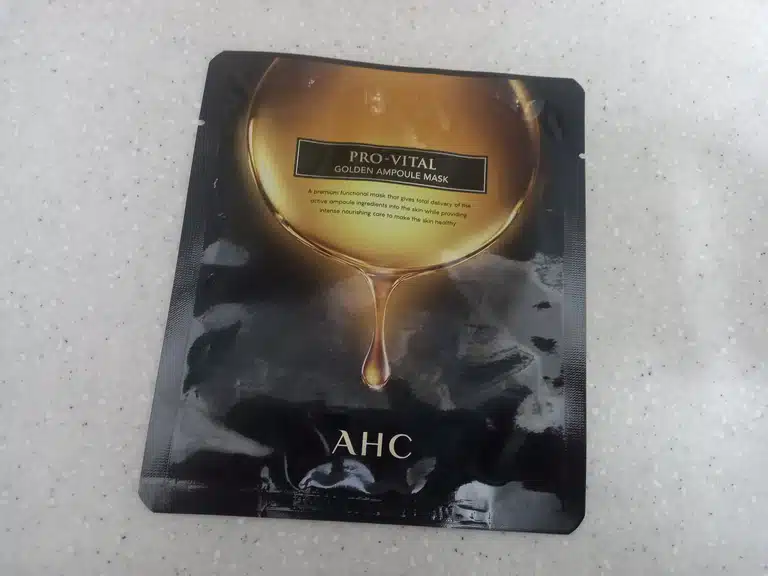 PRO-VITAL
GOLDEN AMPOULE MASK
A premium functional mask that gives total delivery of the
active ampoule ingredients into the skin while providing
intense nourishing care to make the skin healthy
AHC